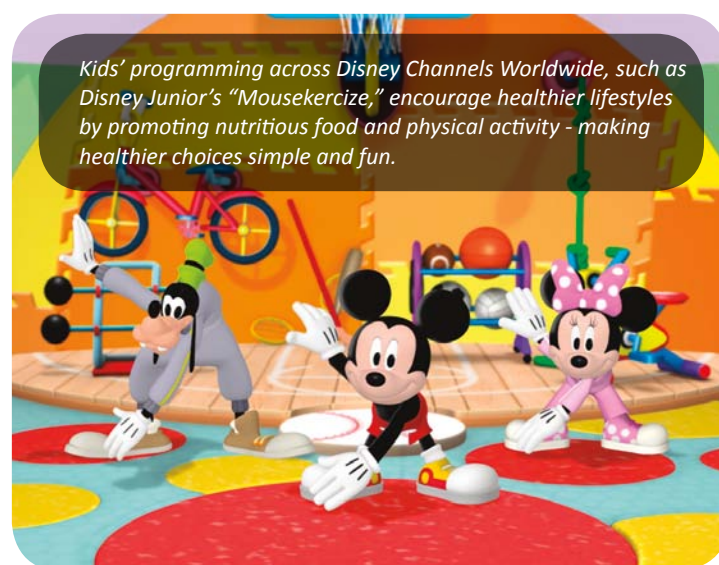 Kids’ programming across Disney Channels Worldwide, such as
Disney Junior’s “Mousekercize,” encourage healthier lifestyles
by promoting nutritious food and physical activity - making
healthier choices simple and fun.